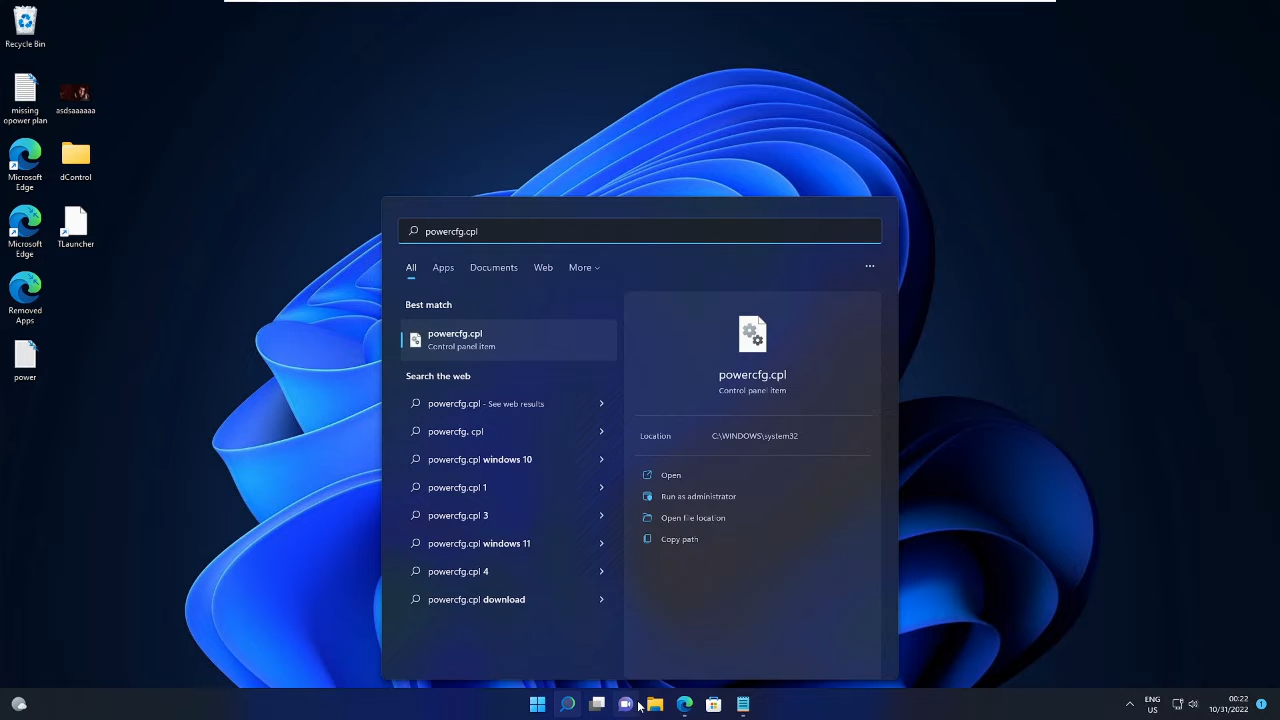 Recycle Bin
missing
opower plan
asdsaaaaaa
Microsoft
Edge
dControl
Microsoft
Edge
TLauncher
Removed
Apps
power
powercfg.cpl
All
Apps
Documents
Web
More
Best match
powercfg.cpl
Control panel item
Search the web
powercfg.cpl - See web results
powercfg. cpl
powercfg.cpl windows 10
powercfg.cpl 1
powercfg.cpl 3
powercfg.cpl windows 11
powercfg.cpl 4
powercfg.cpl download
powercfg.cpl
Control panel item
Location
C:\WINDOWS\system32
Open
Run as administrator
Open file location
Copy path
ENG
US
00:22
10/31/2022
1